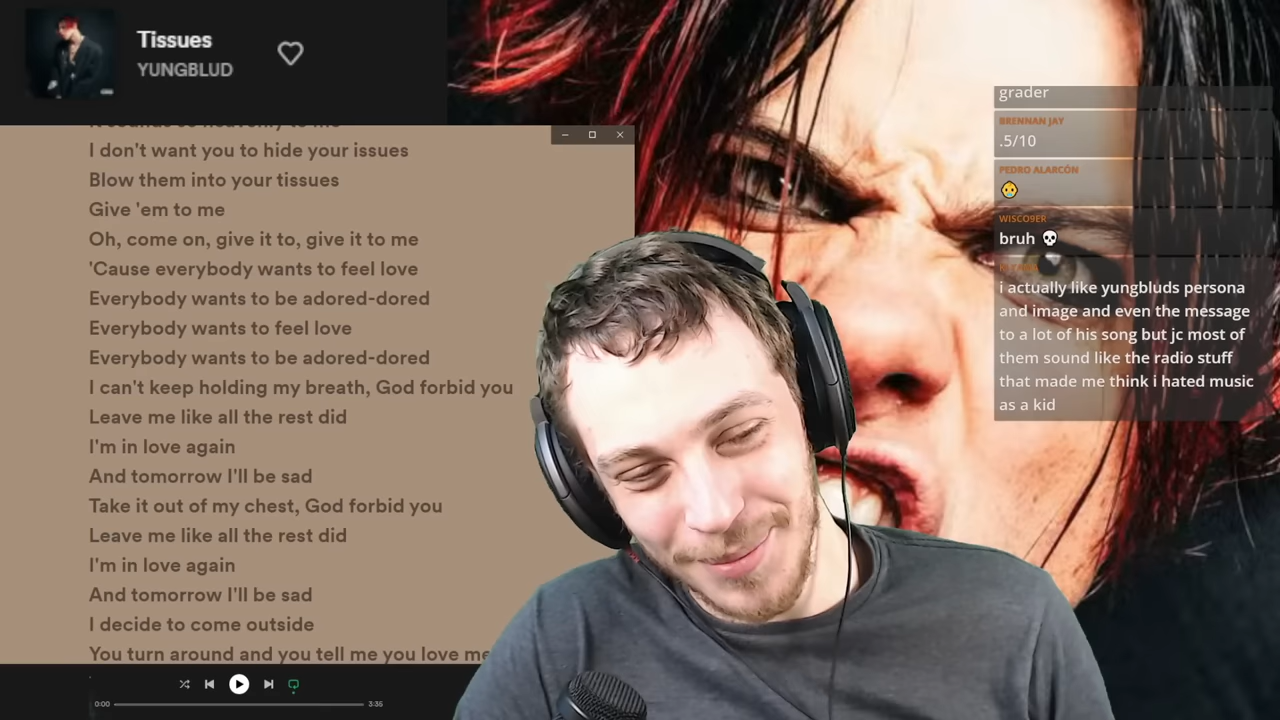 Tissues
YUNGBLUD
I don't want you to hide your issues
Blow them into your tissues
Give 'em to me
Oh, come on, give it to, give it to me
'Cause everybody wants to feel love
Everybody wants to be adored-dored
Everybody wants to feel love
Everybody wants to be adored-dored
I can't keep holding my breath, God forbid you
Leave me like all the rest did
I'm in love again
And tomorrow I'll be sad
Take it out of my chest, God forbid you
Leave me like all the rest did
I'm in love again
And tomorrow I'll be sad
I decide to come outside
You turn around and you tell me you love me
0:00
3:35
grader
BRENNAN JAY
.5/10
PEDRO ALARCÓN
WISCO9ER
bruh 💀
i actually like yungbluds persona
and image and even the message
to a lot of his song but jc most of
them sound like the radio stuff
that made me think i hated music
as a kid